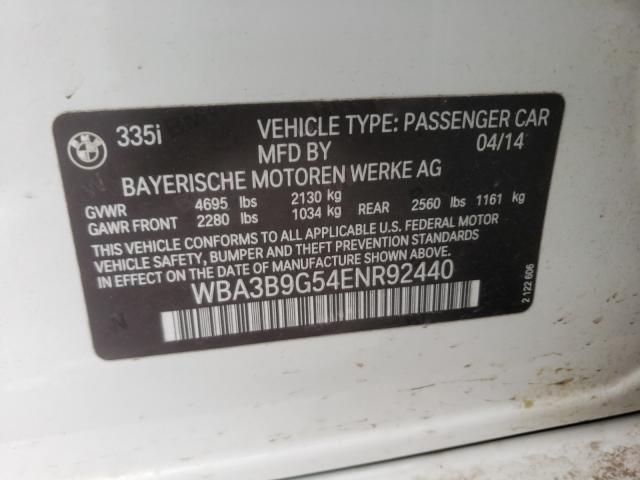 335i VEHICLE TYPE: PASSENGER CAR
MFD BY 04/14
BAYERISCHE MOTOREN WERKE AG
GVWR 4695 lbs 2130 kg
GAWR FRONT 2280 lbs 1034 kg REAR 2560 lbs 1161 kg
THIS VEHICLE CONFORMS TO ALL APPLICABLE U.S. FEDERAL MOTOR
VEHICLE SAFETY, BUMPER, AND THEFT PREVENTION STANDARDS
IN EFFECT ON THE DATE OF MANUFACTURE SHOWN ABOVE.
WBA3B9G54ENR92440
2 122 606